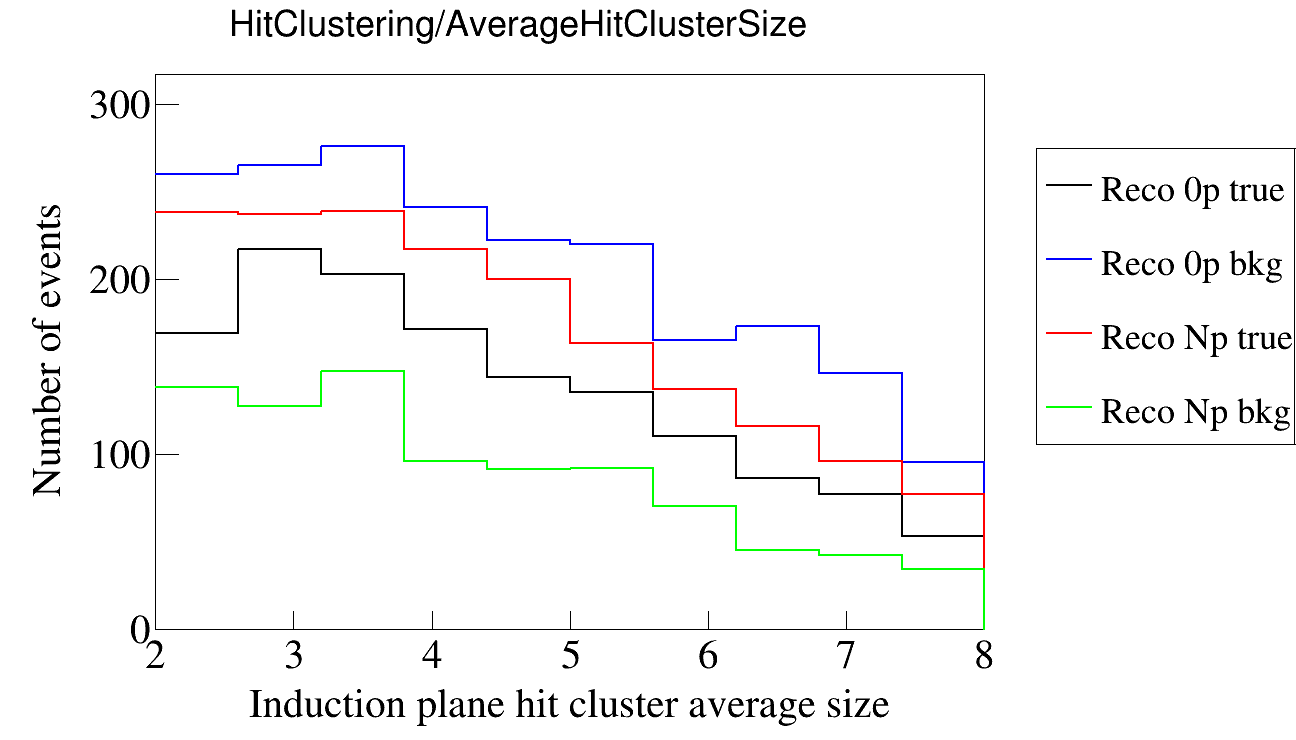 HitClustering/AverageHitClusterSize
300
200
100
0
2 3 4 5 6 7 8
Number of events
Induction plane hit cluster average size
Reco 0p true
Reco 0p bkg
Reco Np true
Reco Np bkg